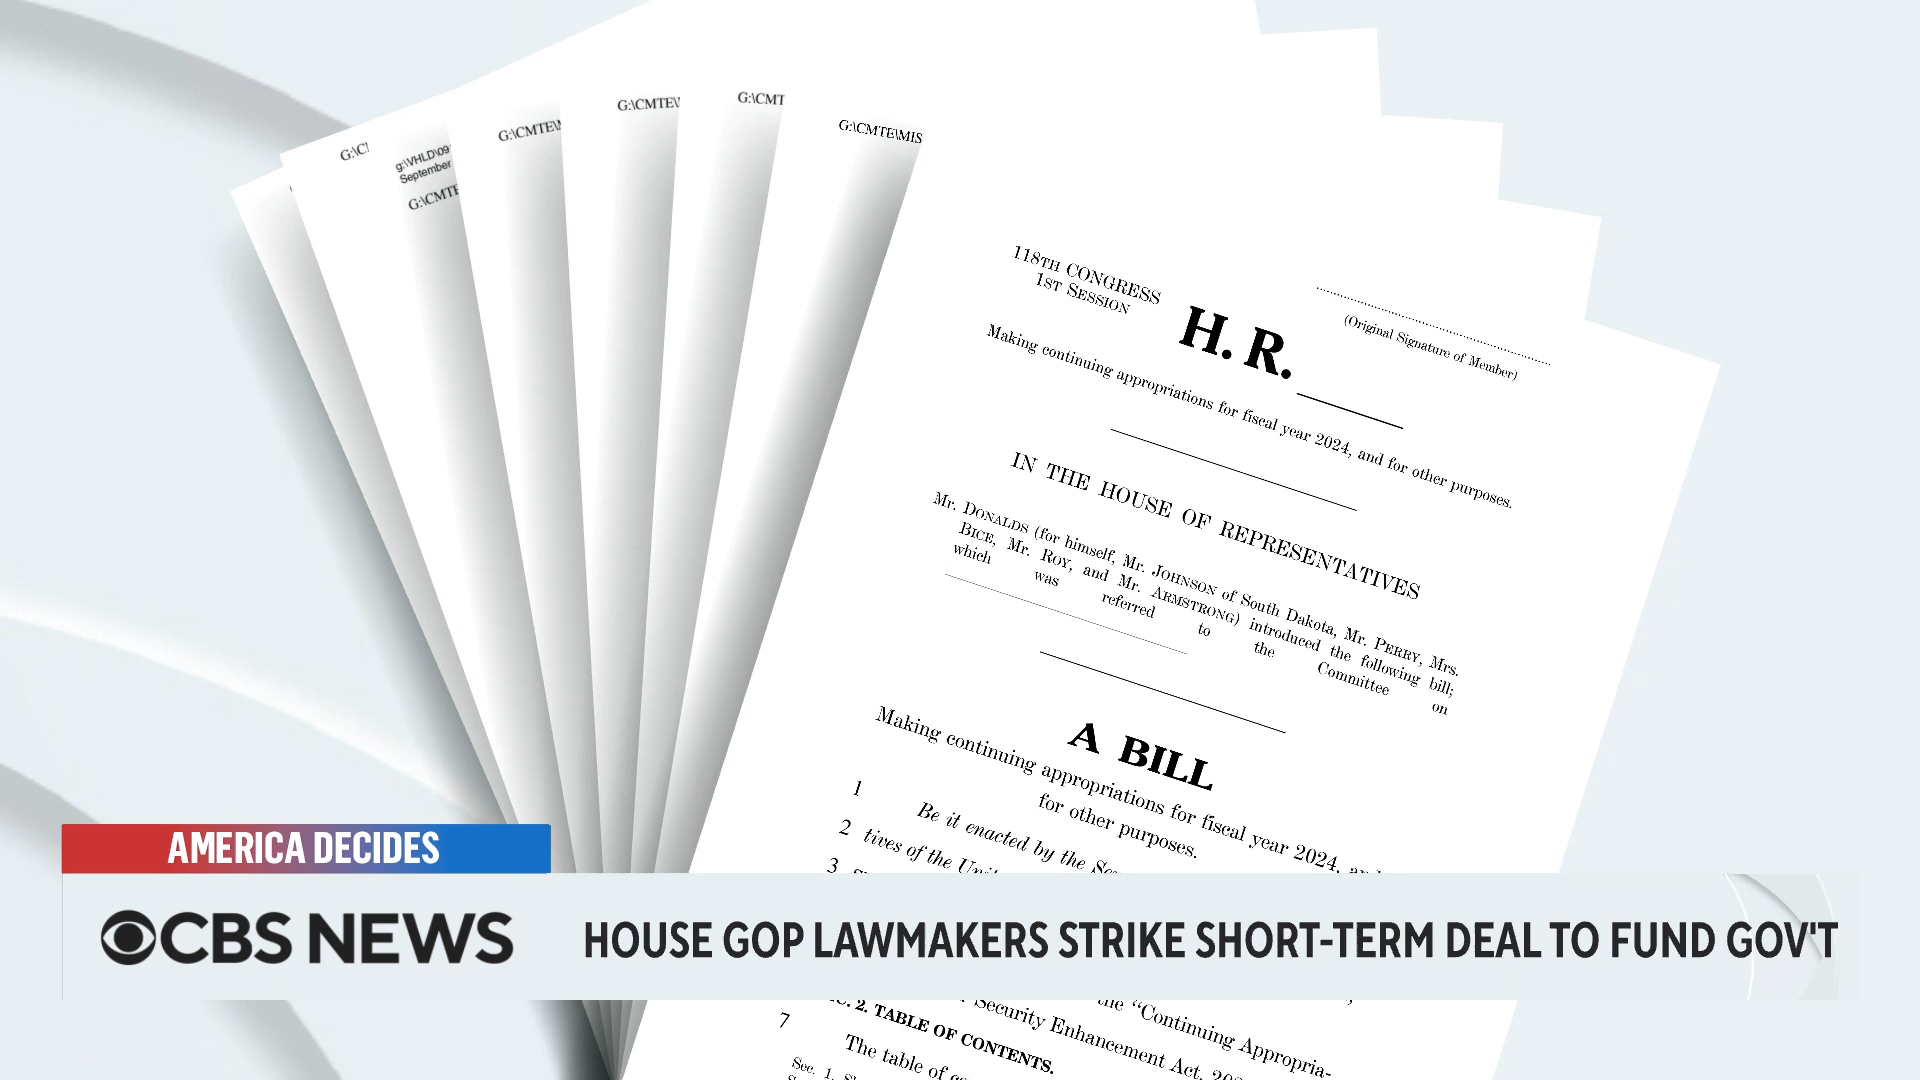 G:\C
g:\VHLD\09
September
G:\CMTE
G:\CMTE\
G:\CMTE\
G:\CMT
G:\CMTE\MIS
118TH CONGRESS
1ST SESSION
H. R.
(Original Signature of Member)
Making continuing appropriations for fiscal year 2024, and for other purposes.
IN THE HOUSE OF REPRESENTATIVES
Mr. DONALDS (for himself, Mr. JOHNSON of South Dakota, Mr. PERRY, Mrs.
BICE, Mr. ROY, and Mr. ARMSTRONG) introduced the following bill;
which was referred to the Committee on
A BILL
Making continuing appropriations for fiscal year 2024, and
for other purposes.
1 Be it enacted by the
2 tives of the
3
AMERICA DECIDES
CBS NEWS
HOUSE GOP LAWMAKERS STRIKE SHORT-TERM DEAL TO FUND GOV'T
the “Continuing Appropria-
Security Enhancement Act,
2. TABLE OF CONTENTS.
7 The table of
Sec. 1.